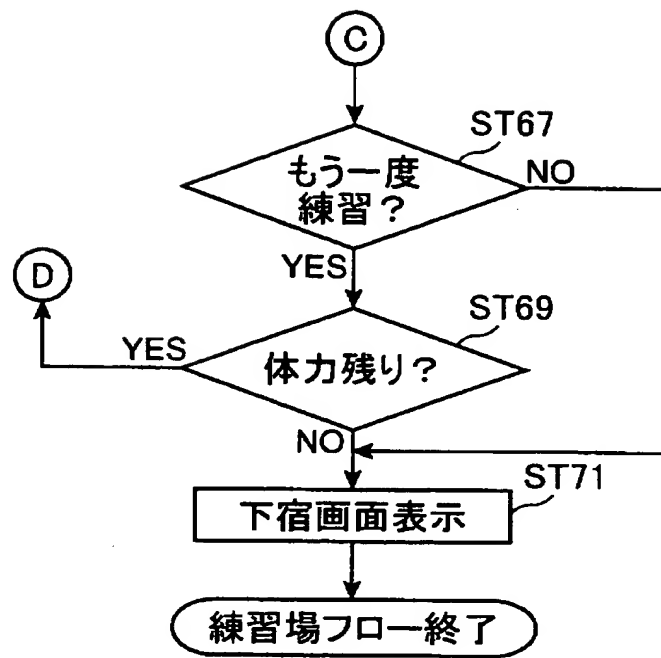 C
ST67
もう一度
練習？
NO
YES
D
ST69
YES
体力残り？
NO
ST71
下宿画面表示
練習場フロー終了